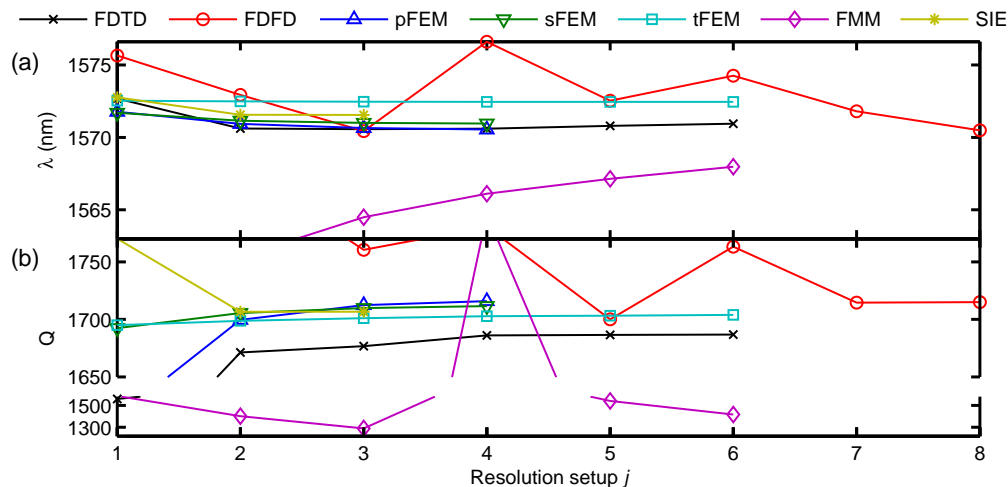 FDTD FDFD pFEM sFEM tFEM FMM SIE
(a)
1575
1570
1565
λ (nm)
(b)
1750
1700
1650
1500
1300
Q
1 2 3 4 5 6 7 8
Resolution setup j